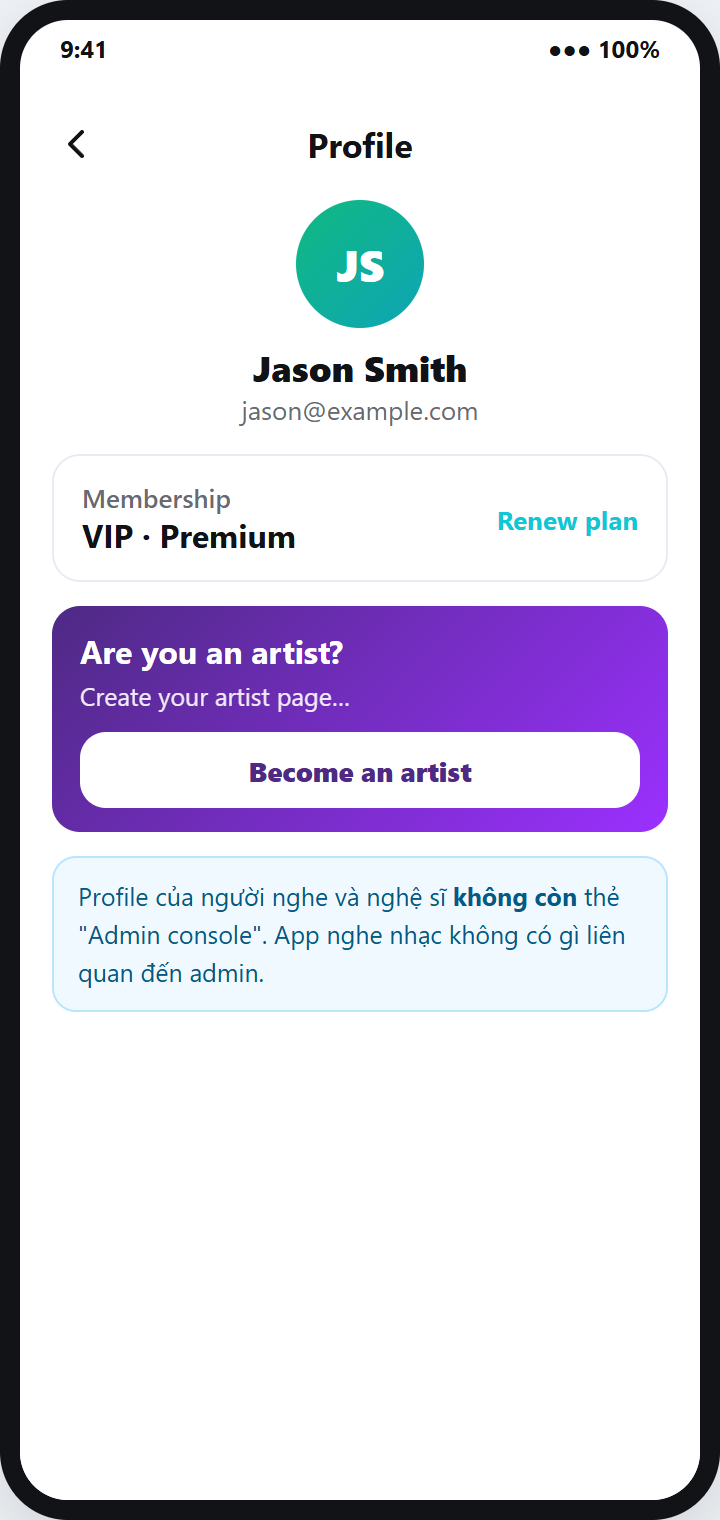 9:41
●●● 100%
Profile
JS
Jason Smith
jason@example.com
Membership
VIP · Premium
Renew plan
Are you an artist?
Create your artist page...
Become an artist
Profile của người nghe và nghệ sĩ không còn thẻ
"Admin console". App nghe nhạc không có gì liên
quan đến admin.